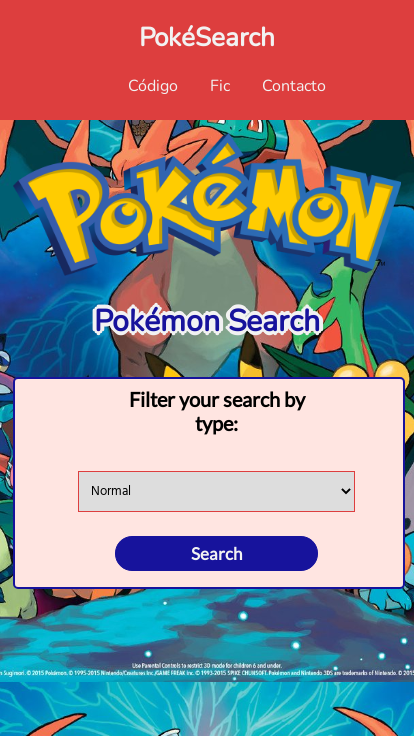 PokéSearch
Código Fic Contacto
POKéMON
TM
Pokémon Search
Filter your search by
type:
Normal
Search
Use Parental Controls to restrict 3D mode for children 6 and under.
n Sugimori. © 2015 Pokémon. © 1995-2015 Nintendo/Creatures Inc./GAME FREAK inc. © 1993-2015 SPIKE CHUNSOFT. Pokémon and Nintendo 3DS are trademarks of Nintendo. © 2015